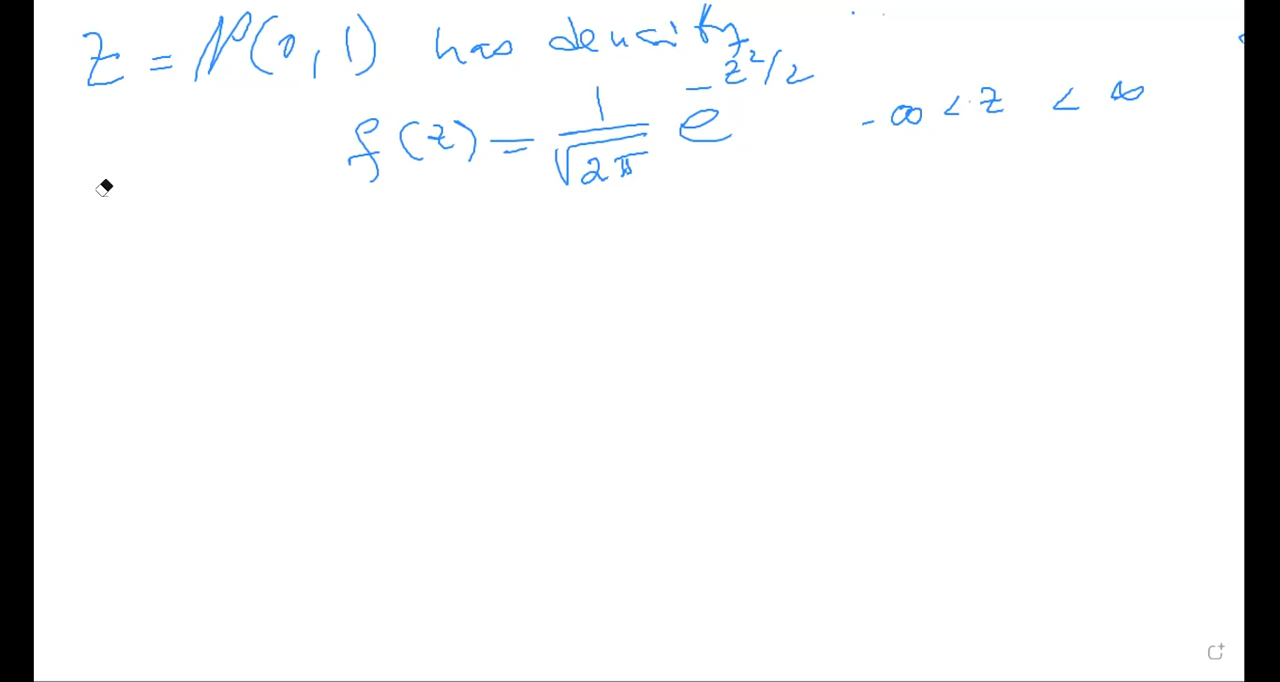 Z = N(0, 1) has density
f(z) = 1/√2π e^{-z²/2} -∞ < z < ∞